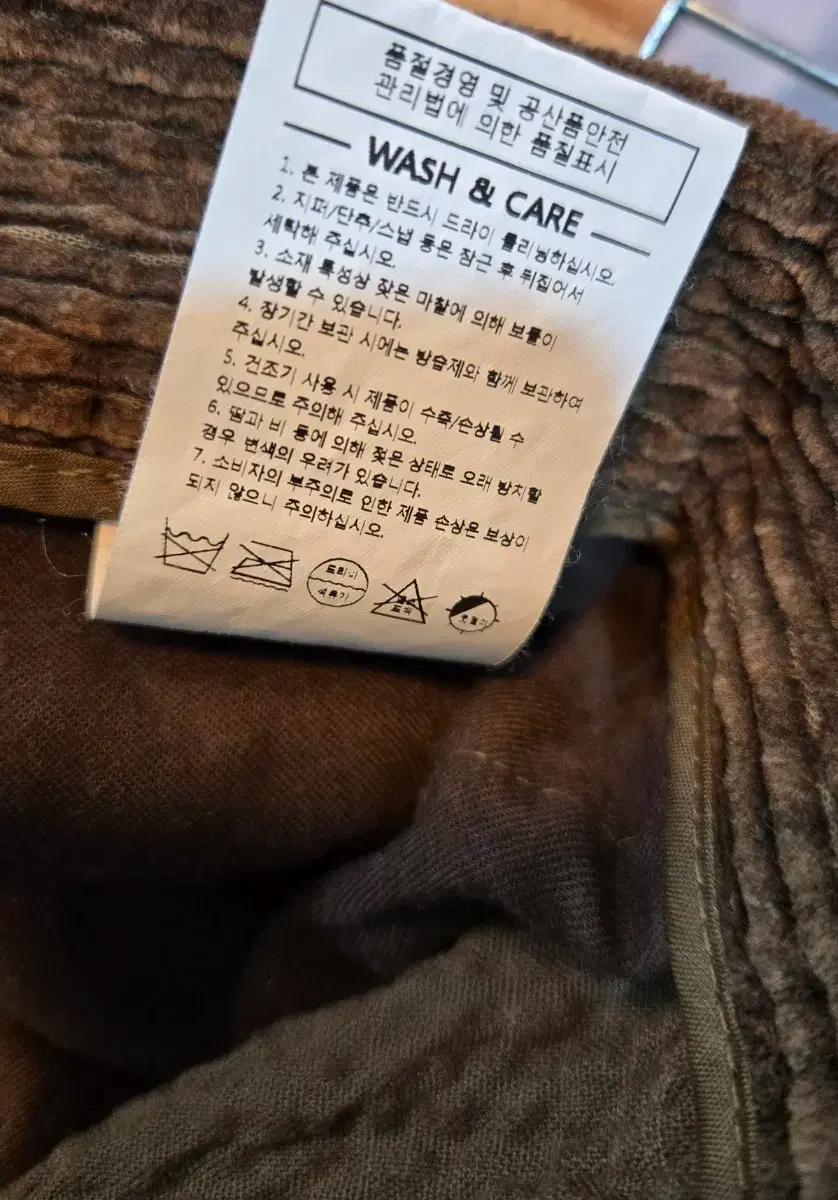 품절경영 및 공산품안전
관리법에 의한 품질표시
WASH & CARE
1. 본 제품은 반드시 드라이 클리닝하십시오.
2. 지퍼/단추/스냅 등은 잠근 후 뒤집어서
세탁해 주십시오.
3. 소재 특성상 잦은 마찰에 의해 보풀이
발생할 수 있습니다.
4. 장기간 보관 시에는 방습제와 함께 보관하여
주십시오.
5. 건조기 사용 시 제품이 수축/손상될 수
있으므로 주의해 주십시오.
6. 땀과 비 등에 의해 젖은 상태로 오래 방치할
경우 변색의 우려가 있습니다.
7. 소비자의 부주의로 인한 제품 손상은 보상이
되지 않으니 주의하십시오.
드라이
석유기